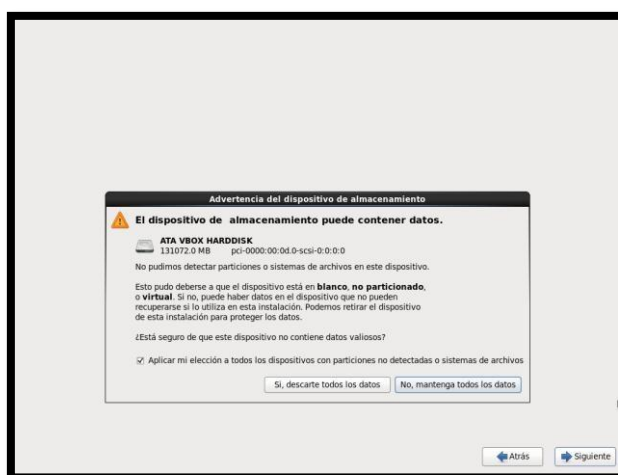 Advertencia del dispositivo de almacenamiento
El dispositivo de almacenamiento puede contener datos.
ATA VBOX HARDDISK
131072.0 MB pci-0000:00:0d.0-scsi-0:0:0:0
No pudimos detectar particiones o sistemas de archivos en este dispositivo.
Esto pudo deberse a que el dispositivo está en blanco, no particionado,
o virtual. Si no, puede haber datos en el dispositivo que no pueden
recuperarse si lo utiliza en esta instalación. Podemos retirar el dispositivo
de esta instalación para proteger los datos.
¿Está seguro de que este dispositivo no contiene datos valiosos?
Aplicar mi elección a todos los dispositivos con particiones no detectadas o sistemas de archivos
Si, descarte todos los datos No, mantenga todos los datos
Atrás Siguiente